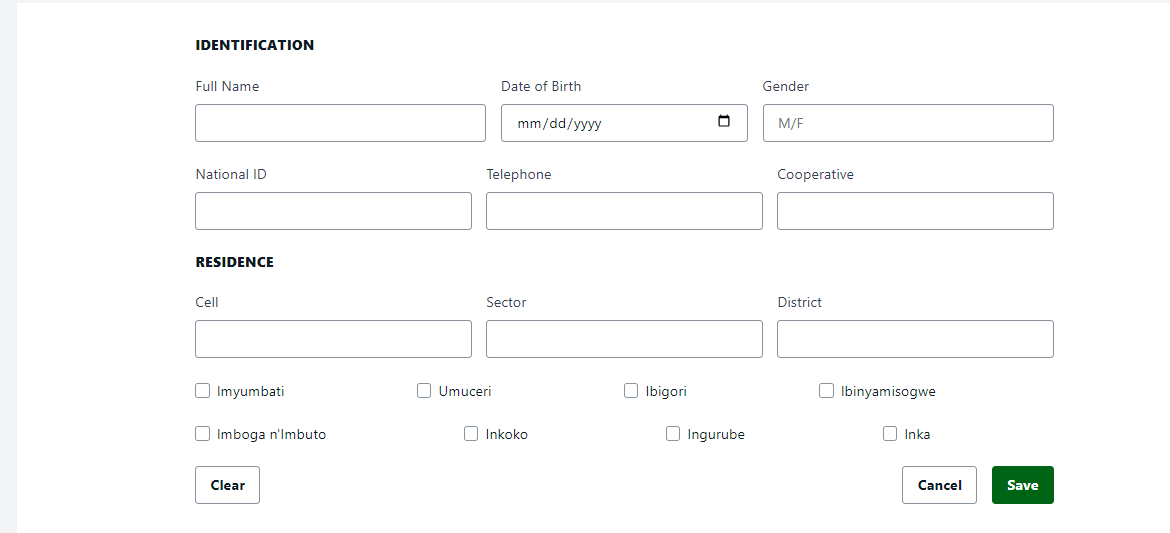 IDENTIFICATION
Full Name Date of Birth Gender
mm/dd/yyyy M/F
National ID Telephone Cooperative
RESIDENCE
Cell Sector District
Imyumbati Umuceri Ibigori Ibinyamisogwe
Imboga n'Imbuto Inkoko Ingurube Inka
Clear Cancel Save